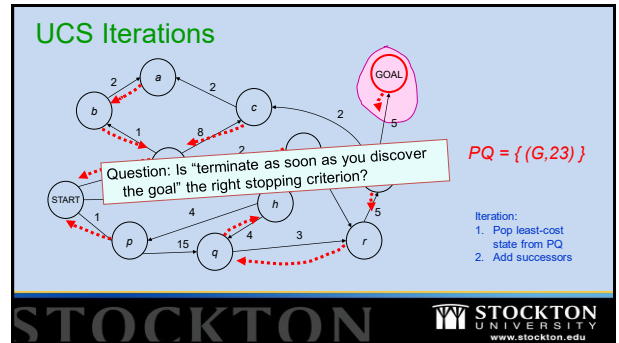 UCS Iterations
GOAL
a
2
2
b
c
2
1
8
5
2
PQ = { (G,23) }
Question: Is “terminate as soon as you discover
the goal” the right stopping criterion?
START
h
1
4
5
Iteration:
1. Pop least-cost
state from PQ
2. Add successors
p
15
q
4
3
r
STOCKTON
STOCKTON
UNIVERSITY
www.stockton.edu